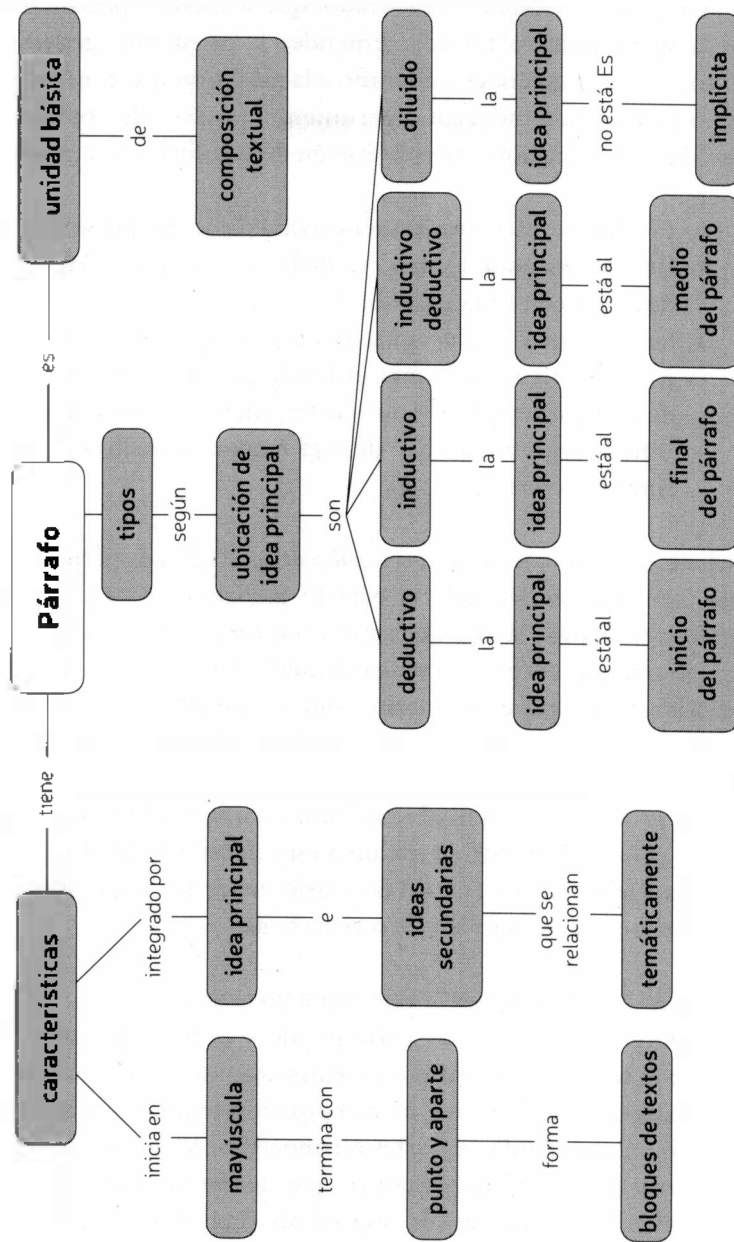 Párrafo
tiene
es
características
inicia en
mayúscula
termina con
punto y aparte
forma
bloques de textos
integrado por
idea principal
e
ideas
secundarias
que se
relacionan
temáticamente
tipos
según
ubicación de
idea principal
son
deductivo
la
idea principal
está al
inicio
del párrafo
inductivo
la
idea principal
está al
final
del párrafo
inductivo
deductivo
la
idea principal
está al
medio
del párrafo
diluido
la
idea principal
no está. Es
implícita
unidad básica
de
composición
textual